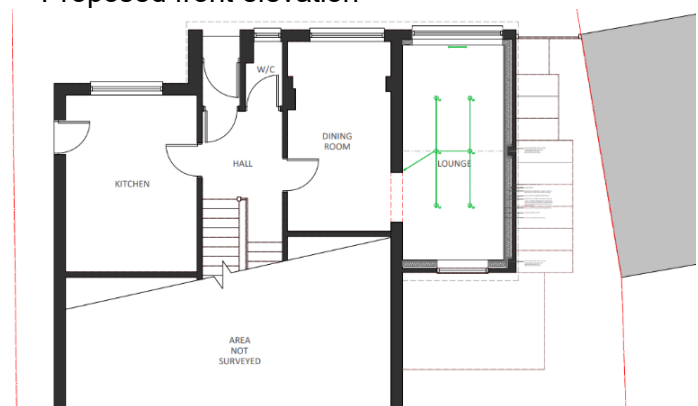 Proposed front elevation
W/C
DINING
ROOM
HALL
LOUNGE
KITCHEN
AREA
NOT
SURVEYED